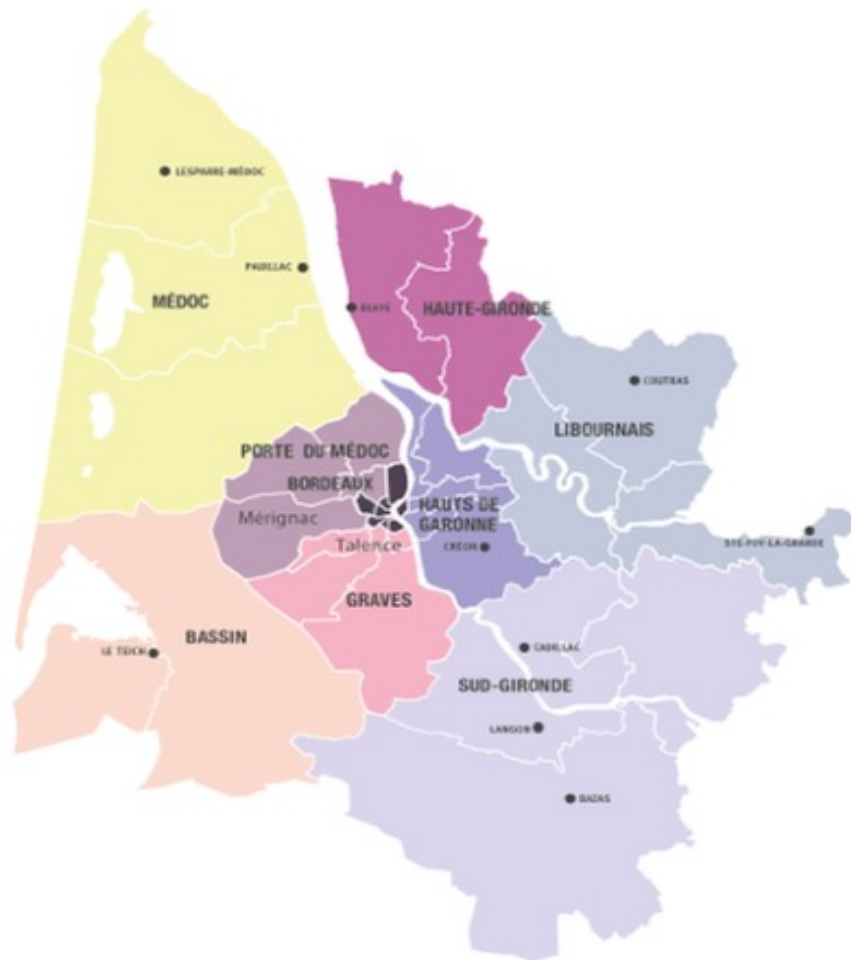 LESPARRE-MÉDOC
PAUILLAC
MÉDOC
BLAYE
HAUTE-GIRONDE
COUTRAS
LIBOURNAIS
PORTE DU MÉDOC
BORDEAUX
Mérignac
HAUTS DE
GARONNE
STE-FOY-LA-GRANDE
Talence
CRÉON
GRAVES
BASSIN
LE TEICH
CADILLAC
SUD-GIRONDE
LANGON
BAZAS